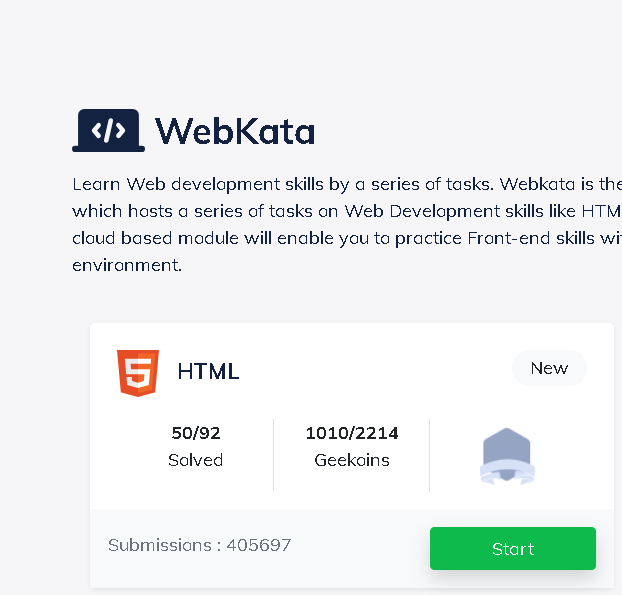 </> WebKata
Learn Web development skills by a series of tasks. Webkata is the
which hosts a series of tasks on Web Development skills like HTM
cloud based module will enable you to practice Front-end skills wi
environment.
5 HTML New
50/92 1010/2214
Solved Geekoins
Submissions : 405697 Start